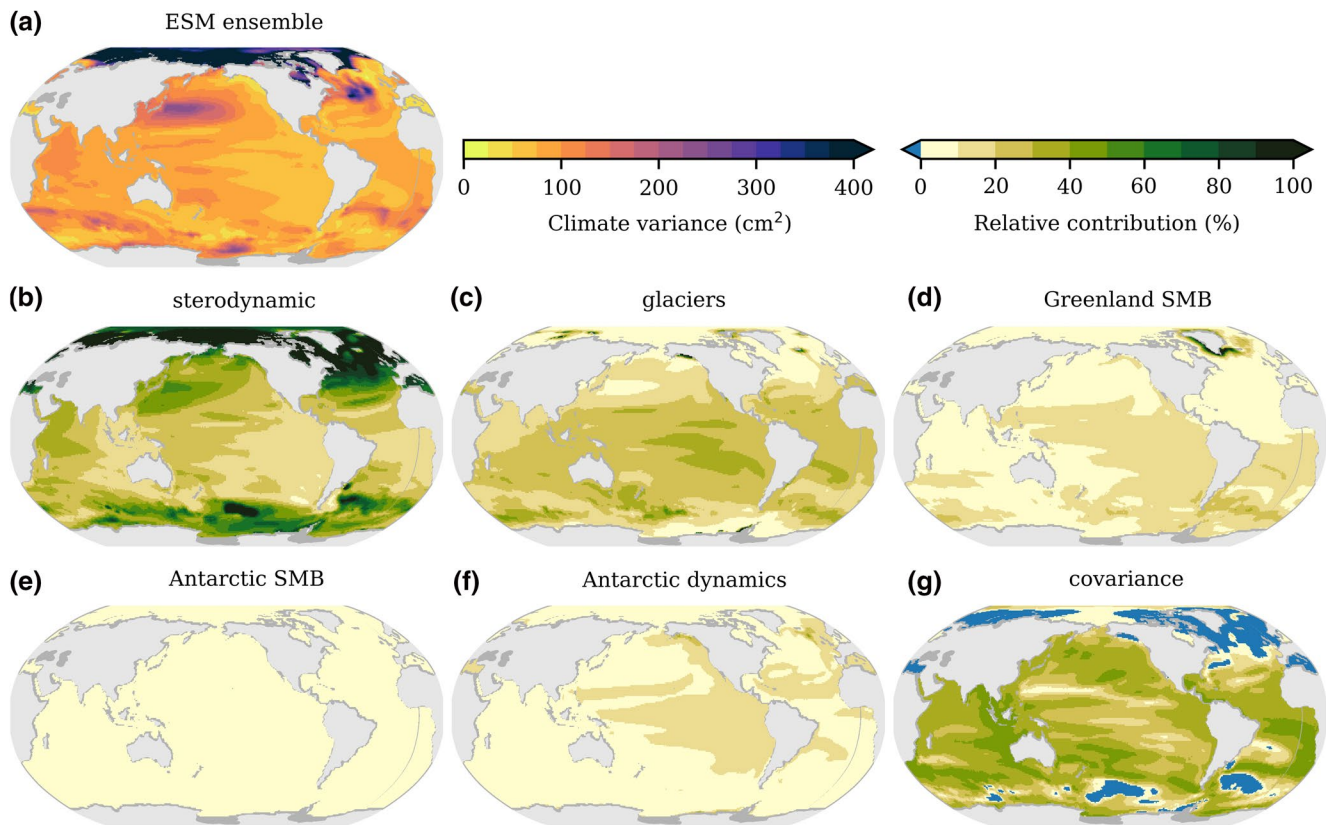 (a)
ESM ensemble
0 100 200 300 400
Climate variance (cm²)
0 20 40 60 80 100
Relative contribution (%)
(b) sterodynamic
(c) glaciers
(d) Greenland SMB
(e) Antarctic SMB
(f) Antarctic dynamics
(g) covariance